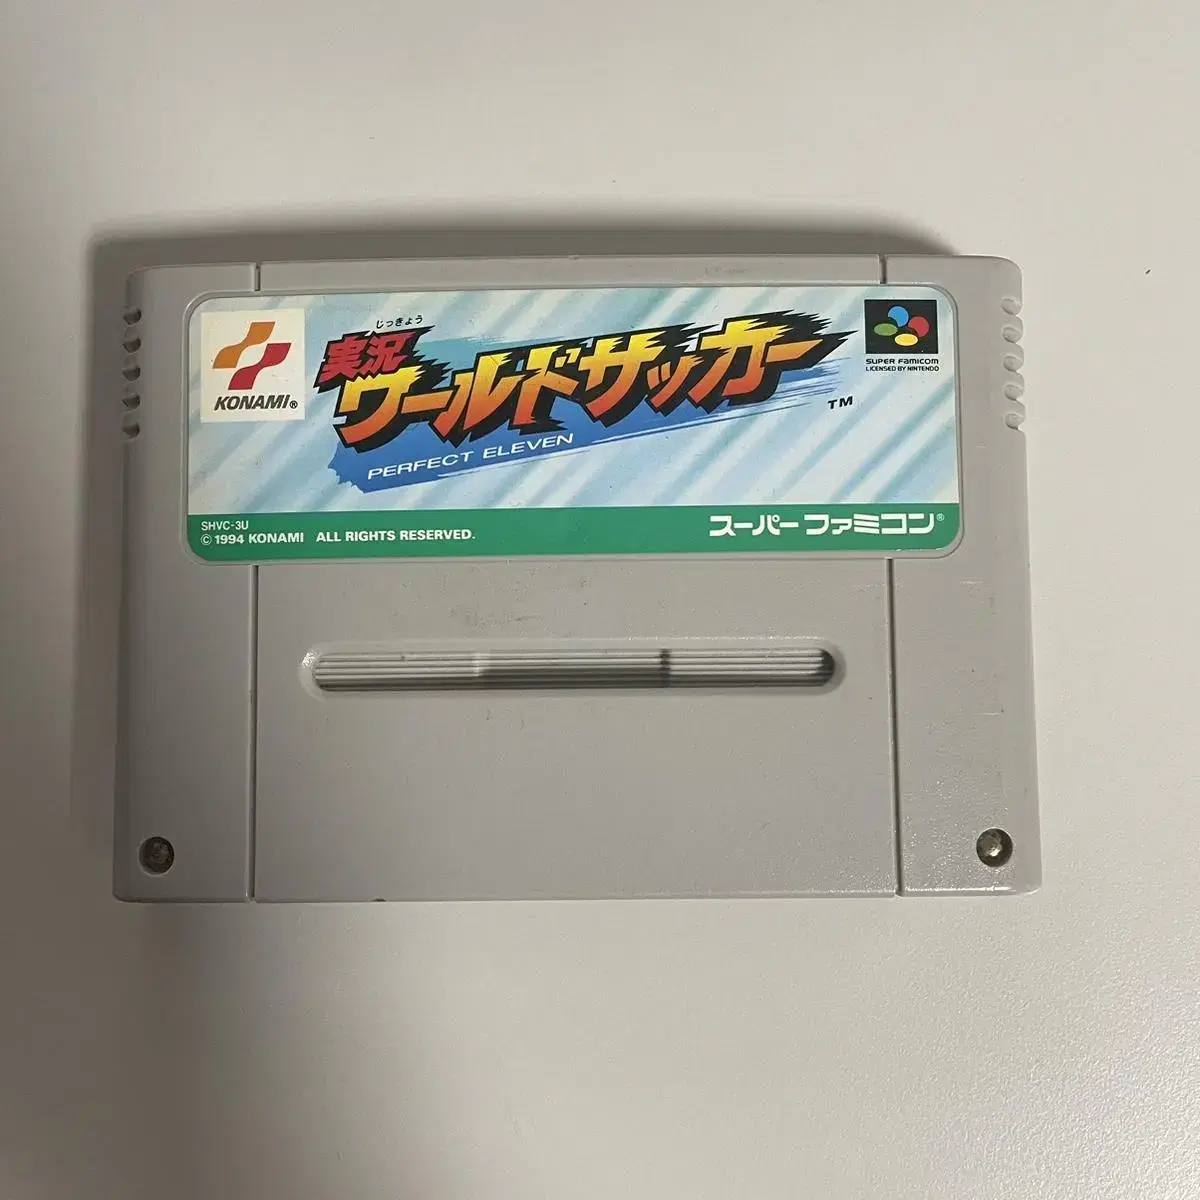 KONAMI®
じっきょう
実況
ワールドサッカー
TM
PERFECT ELEVEN
SUPER FAMICOM
LICENSED BY NINTENDO
SHVC-3U
© 1994 KONAMI ALL RIGHTS RESERVED.
スーパーファミコン®